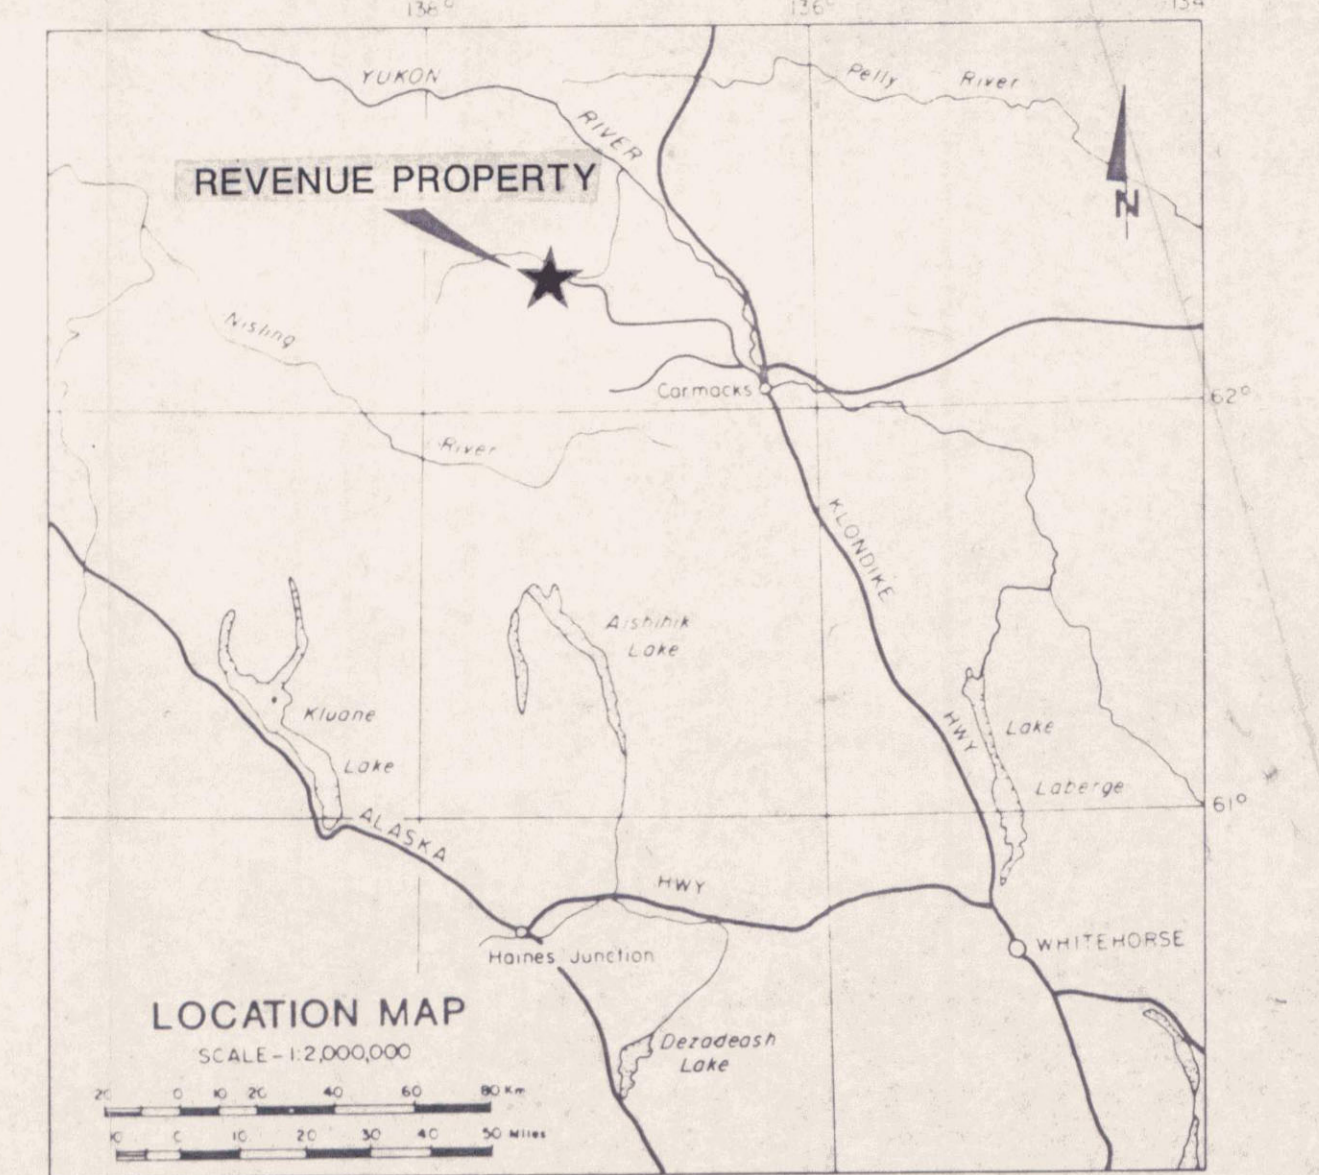 138° 136° 134
YUKON
Pelly River
RIVER
REVENUE PROPERTY
N
Nisling
Carmacks
62°
River
KLONDIKE
Aishihik
Lake
Kluane
HWY
Lake
Lake
Laberge
61°
ALASKA
HWY
WHITEHORSE
Haines Junction
LOCATION MAP
SCALE - 1:2,000,000
Dezadeash
Lake
20 0 10 20 40 60 80 Km
10 0 10 20 30 40 50 Miles